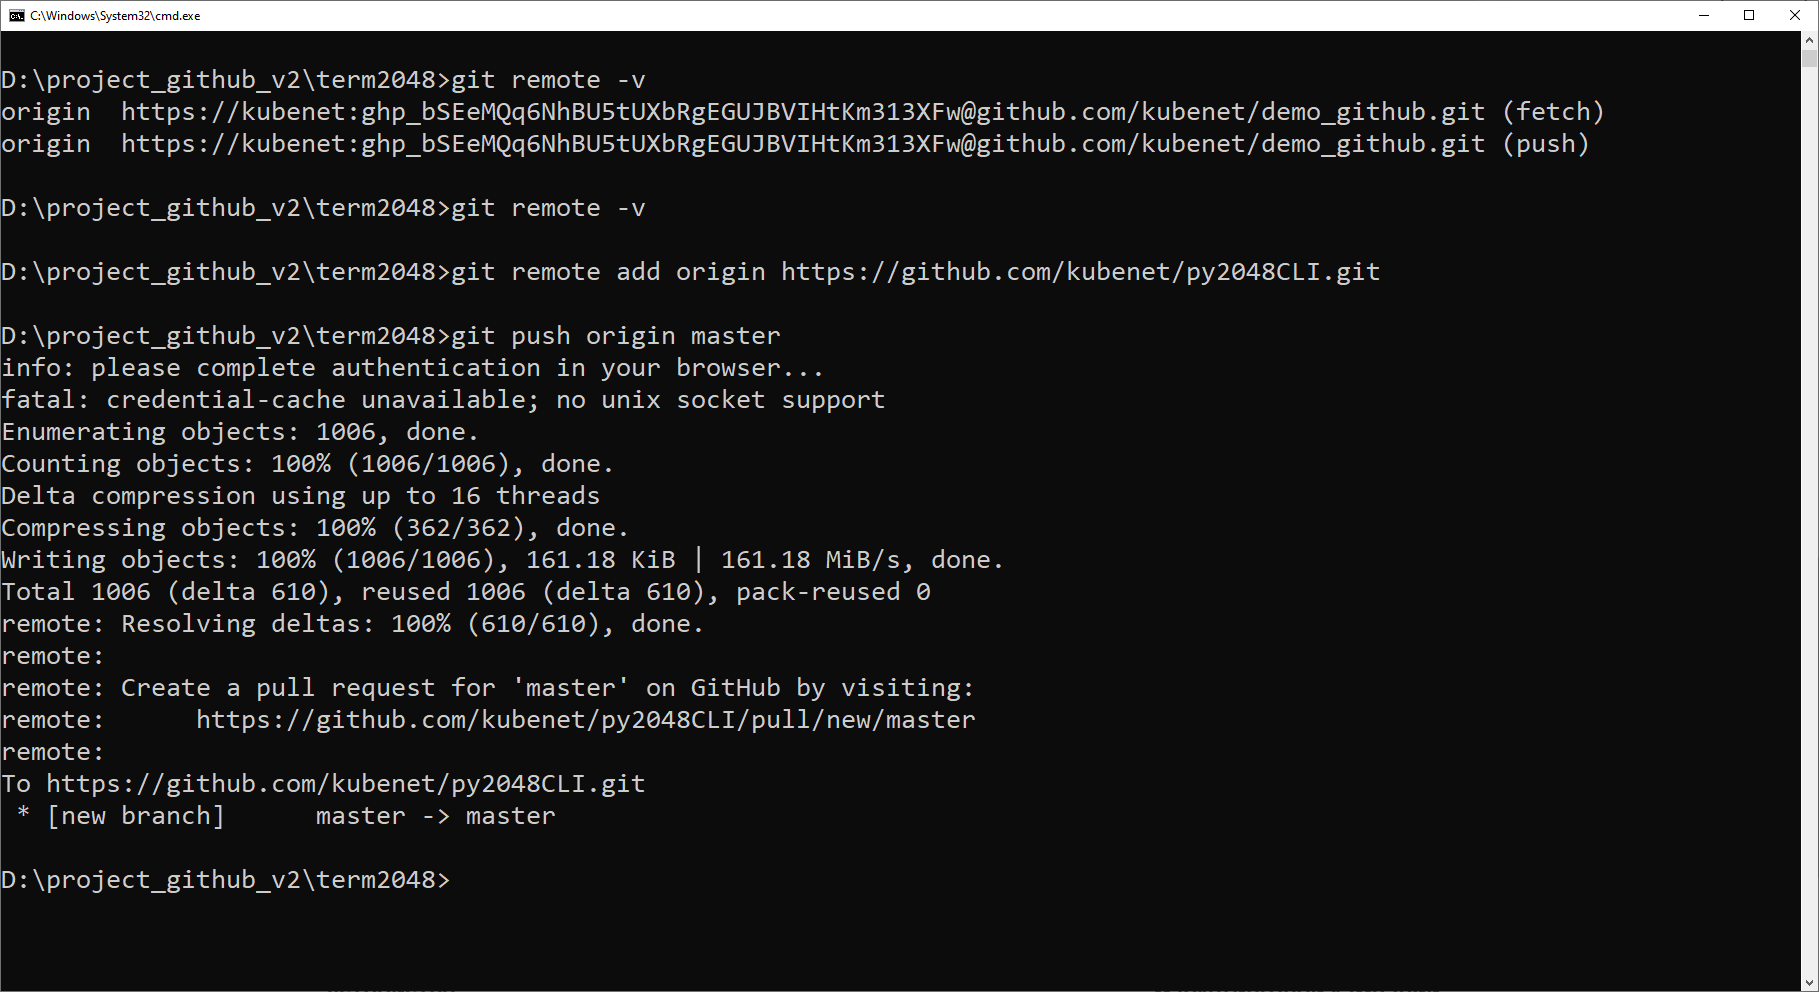 C:\Windows\System32\cmd.exe
D:\project_github_v2\term2048>git remote -v
origin  https://kubenet: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@github.com/kubenet/demo_github.git (fetch)
origin  https://kubenet: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@github.com/kubenet/demo_github.git (push)
D:\project_github_v2\term2048>git remote -v
D:\project_github_v2\term2048>git remote add origin https://github.com/kubenet/py2048CLI.git
D:\project_github_v2\term2048>git push origin master
info: please complete authentication in your browser...
fatal: credential-cache unavailable; no unix socket support
Enumerating objects: 1006, done.
Counting objects: 100% (1006/1006), done.
Delta compression using up to 16 threads
Compressing objects: 100% (362/362), done.
Writing objects: 100% (1006/1006), 161.18 KiB | 161.18 MiB/s, done.
Total 1006 (delta 610), reused 1006 (delta 610), pack-reused 0
remote: Resolving deltas: 100% (610/610), done.
remote:
remote: Create a pull request for 'master' on GitHub by visiting:
remote:      https://github.com/kubenet/py2048CLI/pull/new/master
remote:
To https://github.com/kubenet/py2048CLI.git
 * [new branch]      master -> master
D:\project_github_v2\term2048>